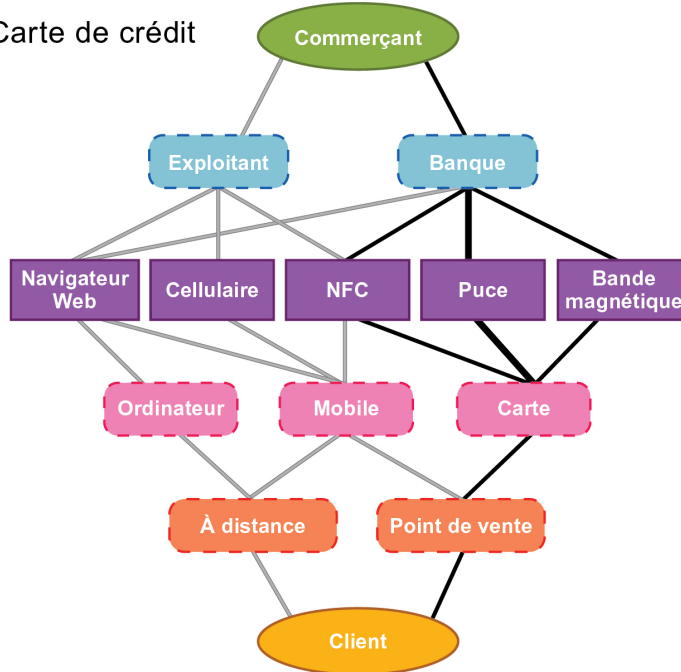 Carte de crédit
Commerçant
Exploitant
Banque
Navigateur
Web
Cellulaire
NFC
Puce
Bande
magnétique
Ordinateur
Mobile
Carte
À distance
Point de vente
Client